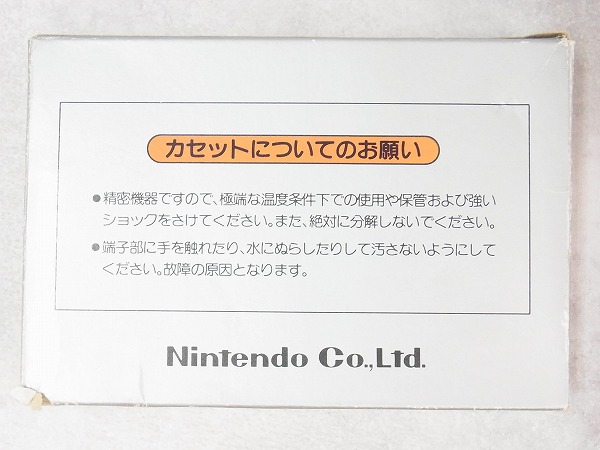 カセットについてのお願い
●精密機器ですので、極端な温度条件下での使用や保管および強い
ショックをさけてください。また、絶対に分解しないでください。
●端子部に手を触れたり、水にぬらしたりして汚さないようにして
ください。故障の原因となります。
Nintendo Co.,Ltd.